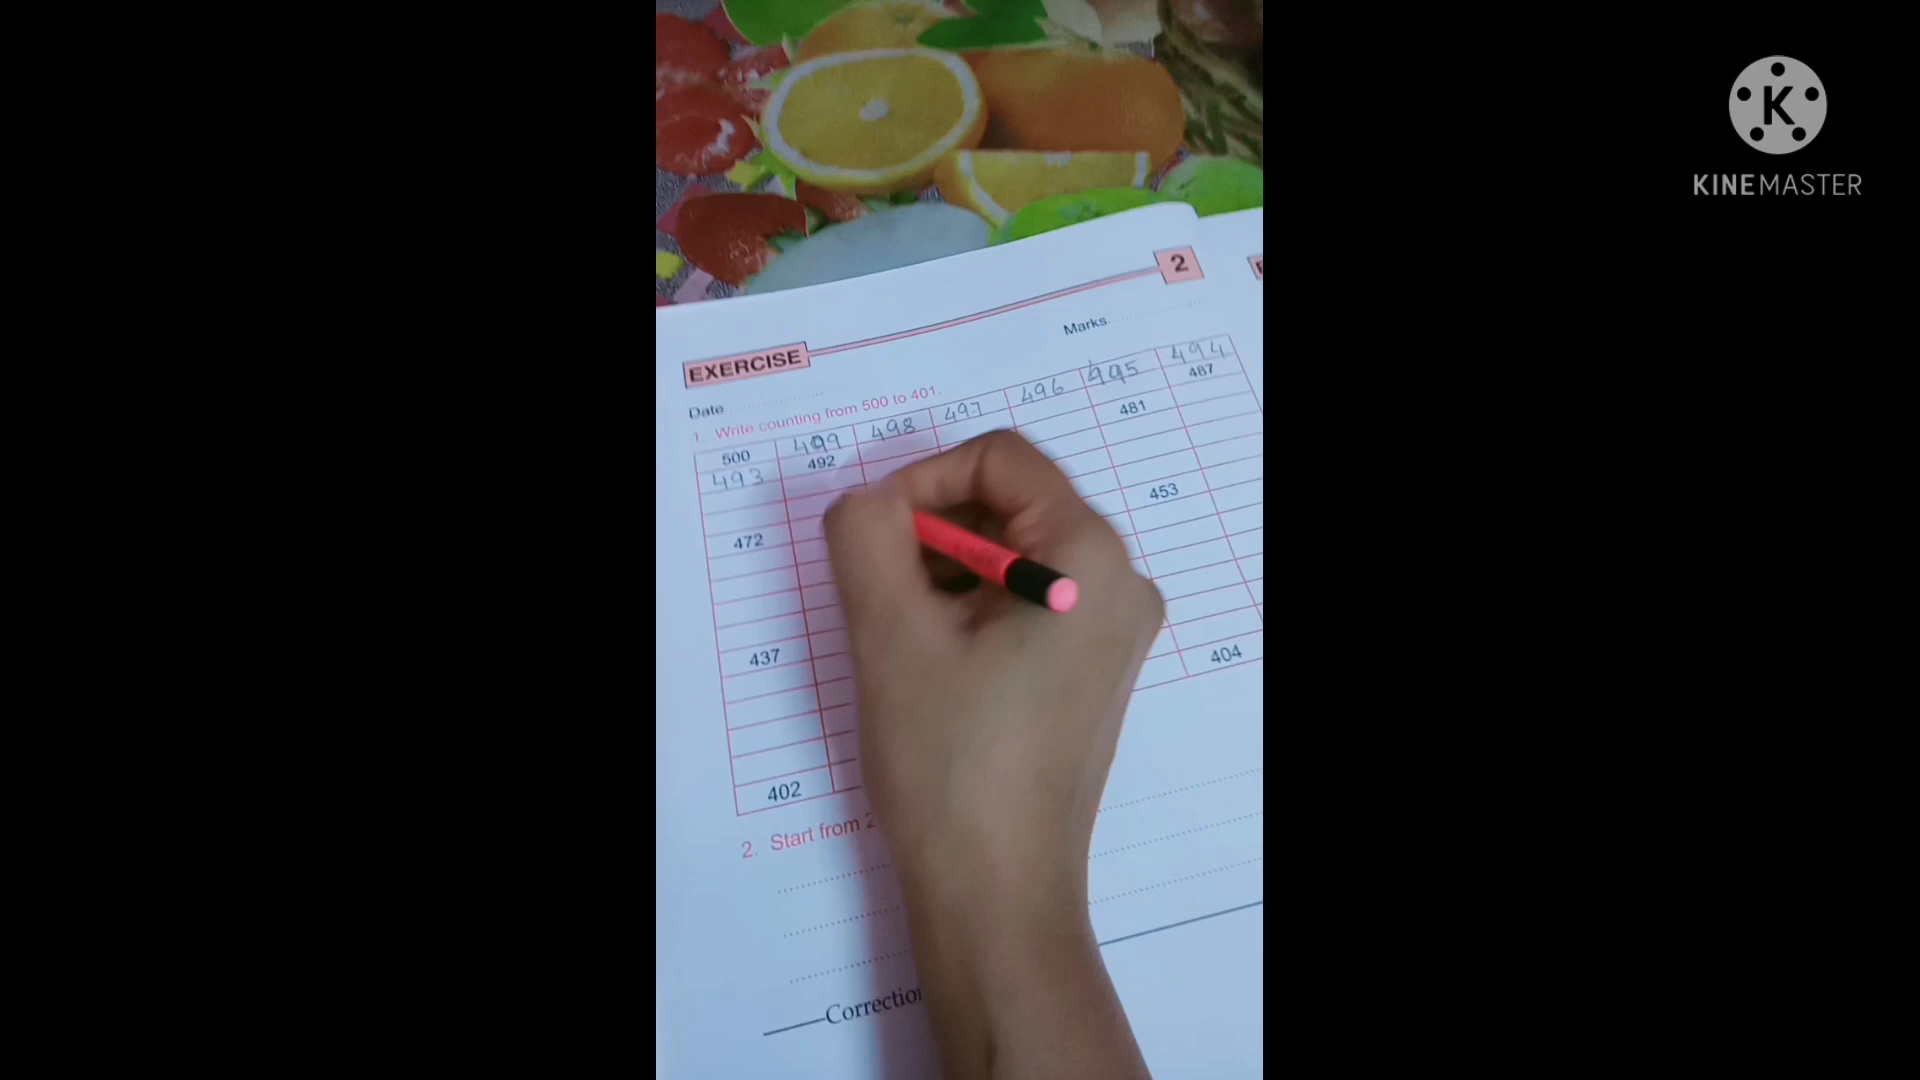 KINEMASTER
2
EXERCISE
Marks
Date
1. Write counting from 500 to 401.
500 499 498 497 496 495 494
493 492 487
481
472
453
437
404
402
2. Start from 2
Correction